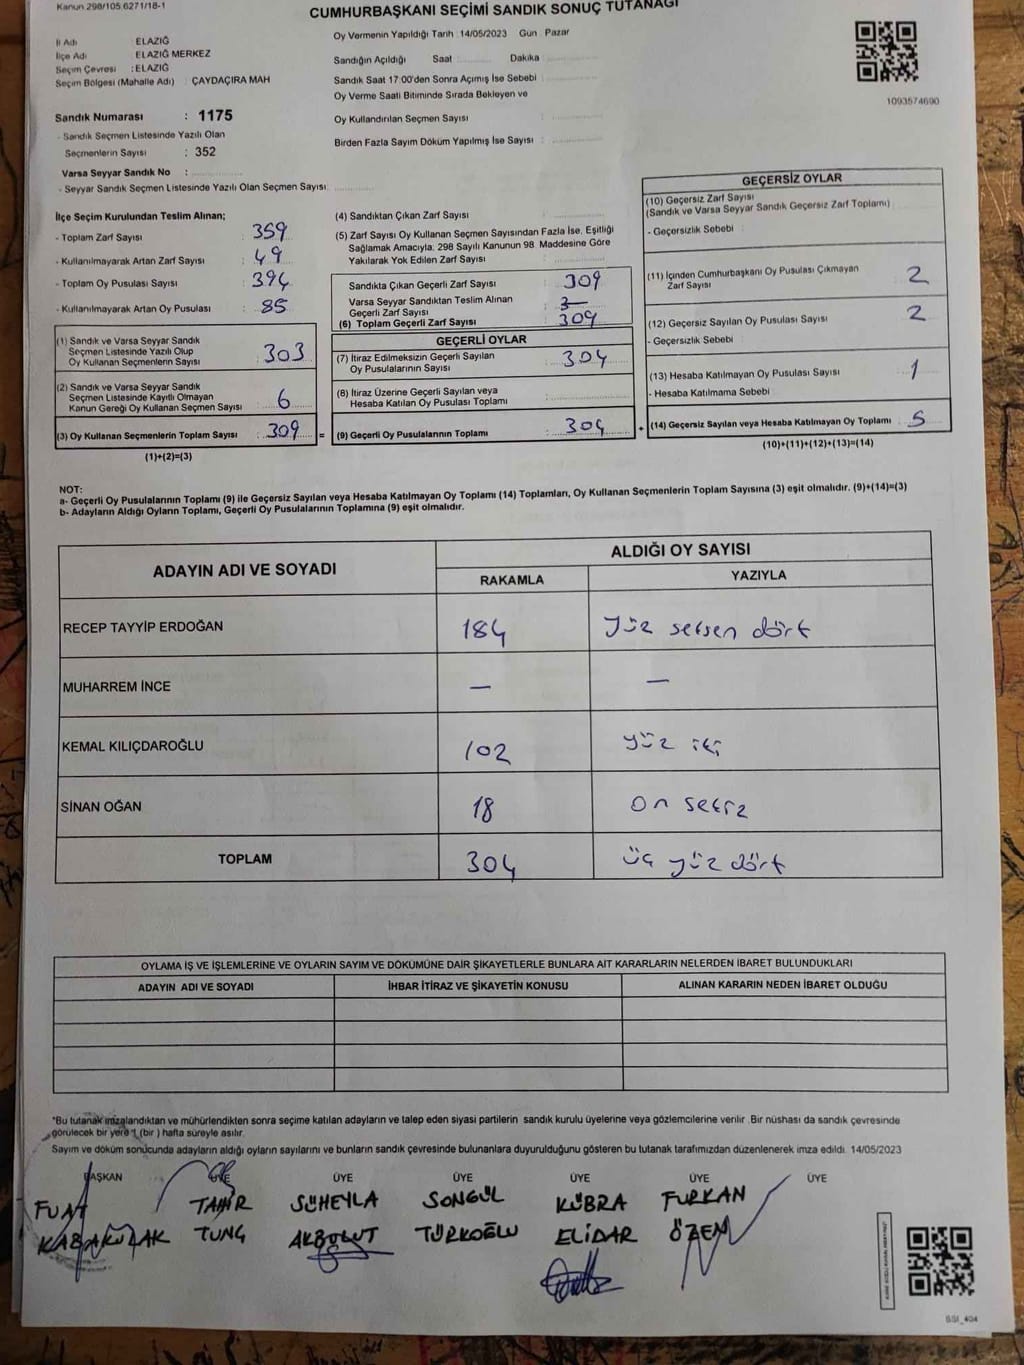 Kanun 298/105 6271/18-1
CUMHURBAŞKANI SEÇİMİ SANDIK SONUÇ TUTANAĞI
İl Adı ELAZIĞ
İlçe Adı ELAZIĞ MERKEZ
Seçim Çevresi : ELAZIĞ
Seçim Bölgesi (Mahalle Adı) : ÇAYDAÇIRA MAH
Oy Vermenin Yapıldığı Tarih 14/05/2023 Gün Pazar
Sandığın Açıldığı Saat Dakika
Sandık Saat 17:00'den Sonra Açımış İse Sebebi
Oy Verme Saati Bitiminde Sırada Bekleyen ve
Oy Kullandırılan Seçmen Sayısı
Birden Fazla Sayım Döküm Yapılmış İse Sayısı
1093574690
Sandık Numarası : 1175
- Sandık Seçmen Listesinde Yazılı Olan
Seçmenlerin Sayısı : 352
Varsa Seyyar Sandık No :
- Seyyar Sandık Seçmen Listesinde Yazılı Olan Seçmen Sayısı
İlçe Seçim Kurulundan Teslim Alınan;
- Toplam Zarf Sayısı : 359
- Kullanılmayarak Artan Zarf Sayısı : 49
- Toplam Oy Pusulası Sayısı : 394
- Kullanılmayarak Artan Oy Pusulası : 85
(1) Sandık ve Varsa Seyyar Sandık
Seçmen Listesinde Yazılı Olup
Oy Kullanan Seçmenlerin Sayısı : 303
(2) Sandık ve Varsa Seyyar Sandık
Seçmen Listesinde Kayıtlı Olmayan
Kanun Gereği Oy Kullanan Seçmen Sayısı : 6
(3) Oy Kullanan Seçmenlerin Toplam Sayısı : 309 =
(1)+(2)=(3)
(4) Sandıktan Çıkan Zarf Sayısı
(5) Zarf Sayısı Oy Kullanan Seçmen Sayısından Fazla İse, Eşitliği
Sağlamak Amacıyla; 298 Sayılı Kanunun 98. Maddesine Göre
Yakılarak Yok Edilen Zarf Sayısı
Sandıkta Çıkan Geçerli Zarf Sayısı : 309
Varsa Seyyar Sandıktan Teslim Alınan
Geçerli Zarf Sayısı
(6) Toplam Geçerli Zarf Sayısı : 309
GEÇERLİ OYLAR
(7) İtiraz Edilmeksizin Geçerli Sayılan
Oy Pusulalarının Sayısı : 304
(8) İtiraz Üzerine Geçerli Sayılan veya
Hesaba Katılan Oy Pusulası Toplamı
(9) Geçerli Oy Pusulalarının Toplamı : 304 +
GEÇERSİZ OYLAR
(10) Geçersiz Zarf Sayısı
(Sandık ve Varsa Seyyar Sandık Geçersiz Zarf Toplamı)
- Geçersizlik Sebebi
(11) İçinden Cumhurbaşkanı Oy Pusulası Çıkmayan
Zarf Sayısı 2
(12) Geçersiz Sayılan Oy Pusulası Sayısı 2
- Geçersizlik Sebebi
(13) Hesaba Katılmayan Oy Pusulası Sayısı 1
- Hesaba Katılmama Sebebi
(14) Geçersiz Sayılan veya Hesaba Katılmayan Oy Toplamı 5
(10)+(11)+(12)+(13)=(14)
NOT:
a- Geçerli Oy Pusulalarının Toplamı (9) ile Geçersiz Sayılan veya Hesaba Katılmayan Oy Toplamı (14) Toplamları, Oy Kullanan Seçmenlerin Toplam Sayısına (3) eşit olmalıdır. (9)+(14)=(3)
b- Adayların Aldığı Oyların Toplamı, Geçerli Oy Pusulalarının Toplamına (9) eşit olmalıdır.
ADAYIN ADI VE SOYADI
ALDIĞI OY SAYISI
RAKAMLA YAZIYLA
RECEP TAYYİP ERDOĞAN 184 yüz seksen dört
MUHARREM İNCE — —
KEMAL KILIÇDAROĞLU 102 yüz iki
SİNAN OĞAN 18 on sekiz
TOPLAM 304 üç yüz dört
OYLAMA İŞ VE İŞLEMLERİNE VE OYLARIN SAYIM VE DÖKÜMÜNE DAİR ŞİKAYETLERLE BUNLARA AİT KARARLARIN NELERDEN İBARET BULUNDUKLARI
ADAYIN ADI VE SOYADI İHBAR İTİRAZ VE ŞİKAYETİN KONUSU ALINAN KARARIN NEDEN İBARET OLDUĞU
*Bu tutanak imzalandıktan ve mühürlendikten sonra seçime katılan adayların ve talep eden siyasi partilerin sandık kurulu üyelerine veya gözlemcilerine verilir. Bir nüshası da sandık çevresinde
görülecek bir yere 1 (bir) hafta süreyle asılır.
Sayım ve döküm sonucunda adayların aldığı oyların sayılarını ve bunların sandık çevresinde bulunanlara duyurulduğunu gösteren bu tutanak tarafımızdan düzenlenerek imza edildi. 14/05/2023
BAŞKAN ÜYE ÜYE ÜYE ÜYE ÜYE ÜYE
FUAT TAHİR SÜHEYLA SONGÜL KÜBRA FURKAN
KABAKULAK TUNÇ AKBULUT TÜRKOĞLU ELİDAR ÖZEN
SSI_404